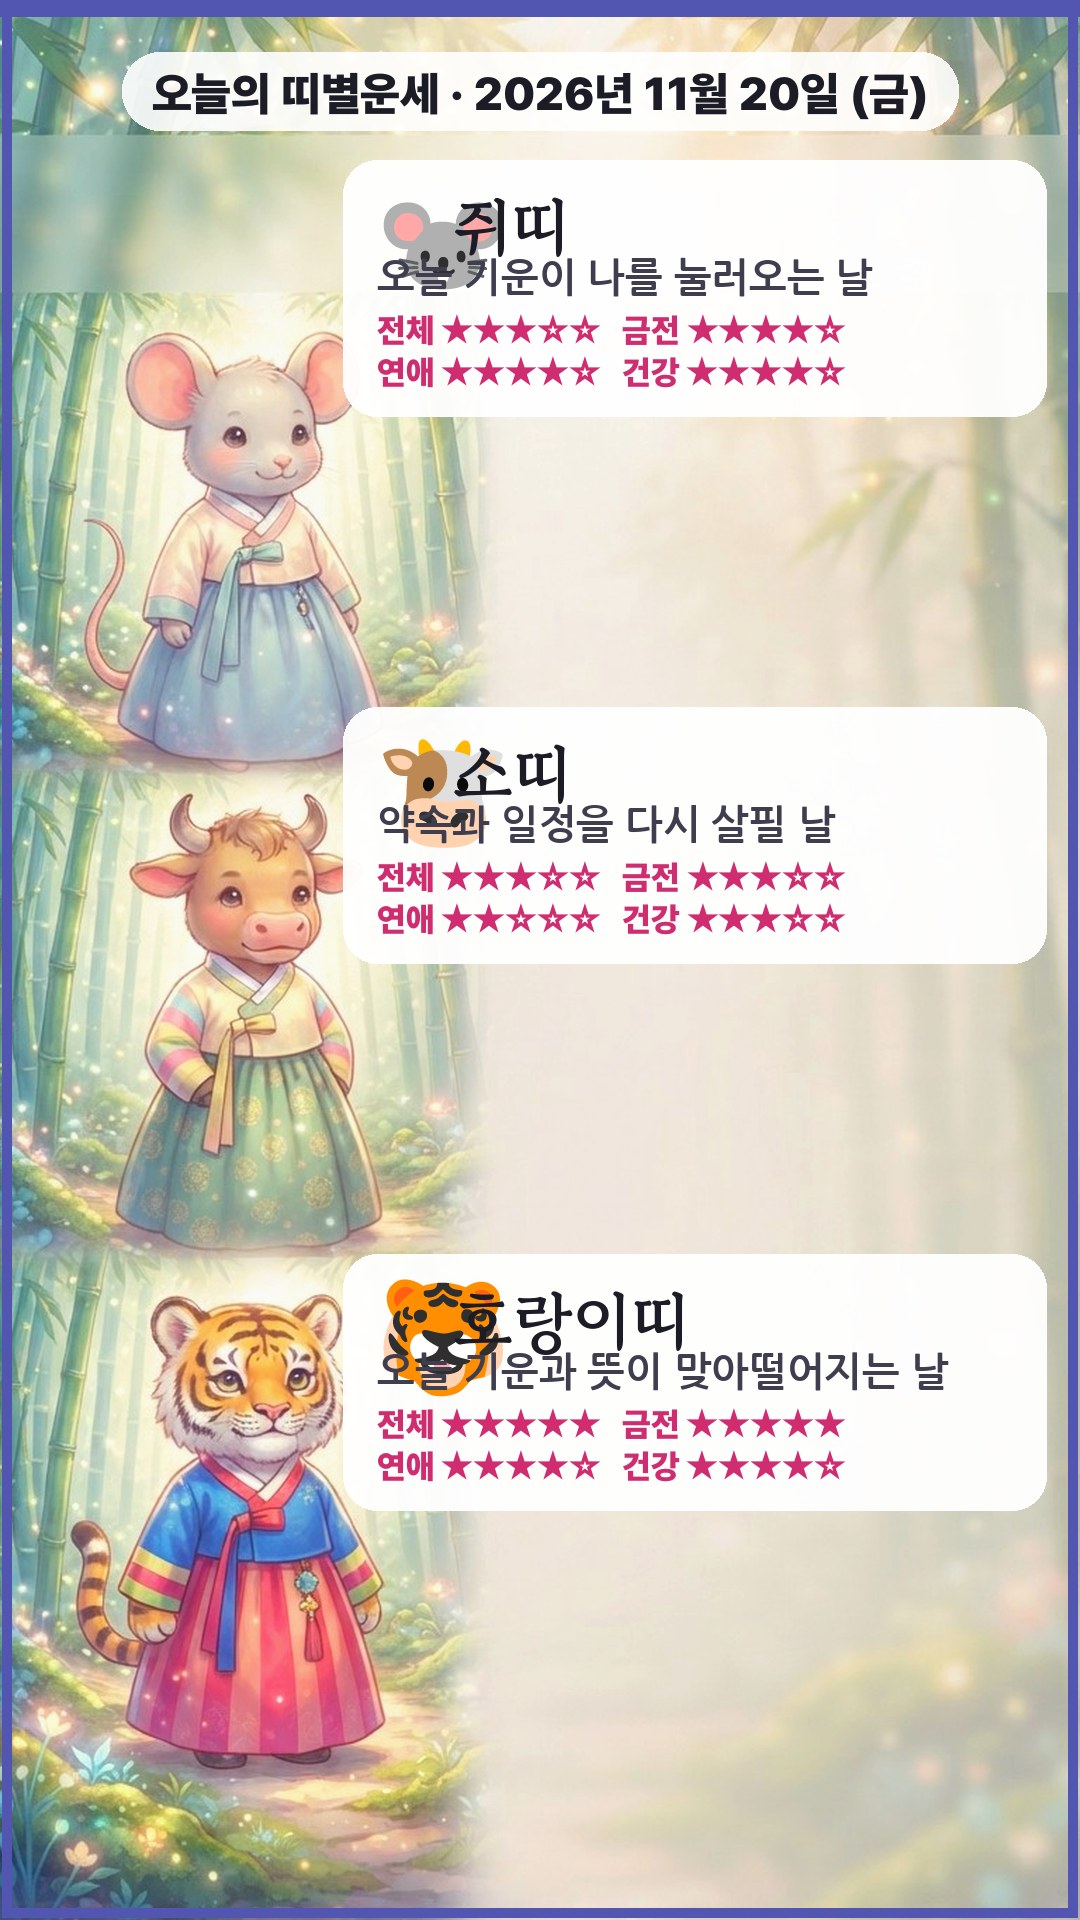 오늘의 띠별운세 · 2026년 11월 20일 (금)
쥐띠
오늘 기운이 나를 눌러오는 날
전체 ★★★☆☆ 금전 ★★★★☆
연애 ★★★★☆ 건강 ★★★★☆
소띠
약속과 일정을 다시 살필 날
전체 ★★★☆☆ 금전 ★★★☆☆
연애 ★★☆☆☆ 건강 ★★★☆☆
호랑이띠
오늘 기운과 뜻이 맞아떨어지는 날
전체 ★★★★★ 금전 ★★★★★
연애 ★★★★☆ 건강 ★★★★☆